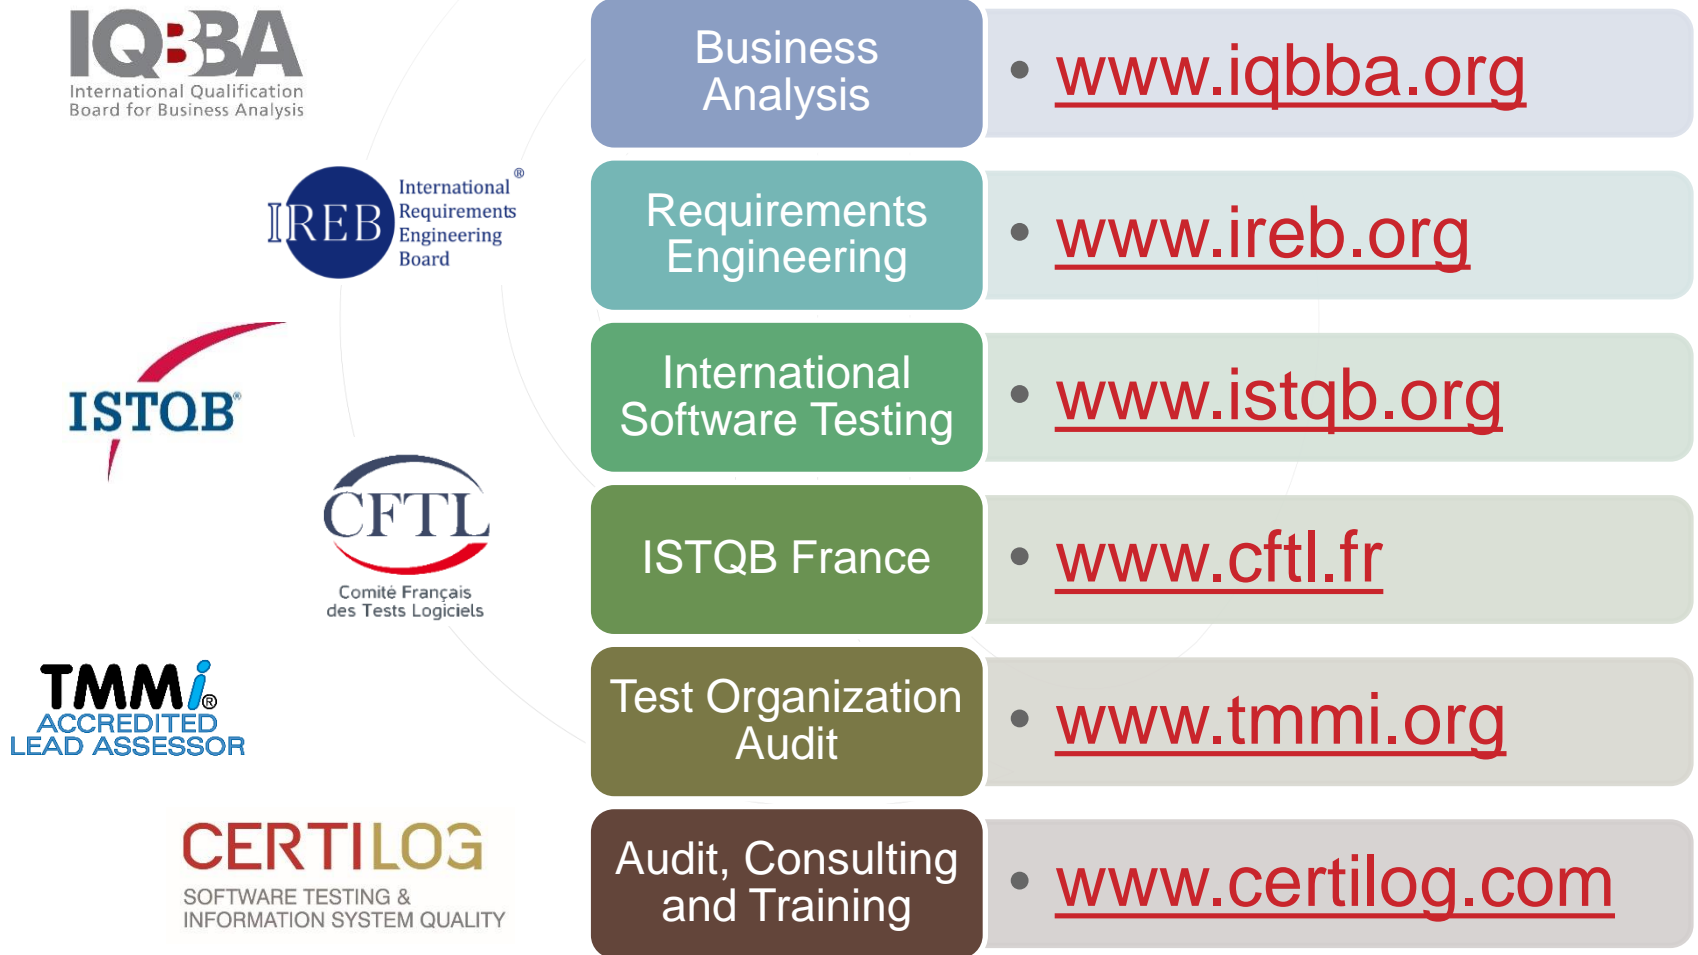 IQBBA
International Qualification
Board for Business Analysis
Business
Analysis
• www.iqbba.org
IREB
International ®
Requirements
Engineering
Board
Requirements
Engineering
• www.ireb.org
ISTQB®
International
Software Testing
• www.istqb.org
CFTL
Comité Français
des Tests Logiciels
ISTQB France
• www.cftl.fr
TMMi®
ACCREDITED
LEAD ASSESSOR
Test Organization
Audit
• www.tmmi.org
CERTILOG
SOFTWARE TESTING &
INFORMATION SYSTEM QUALITY
Audit, Consulting
and Training
• www.certilog.com